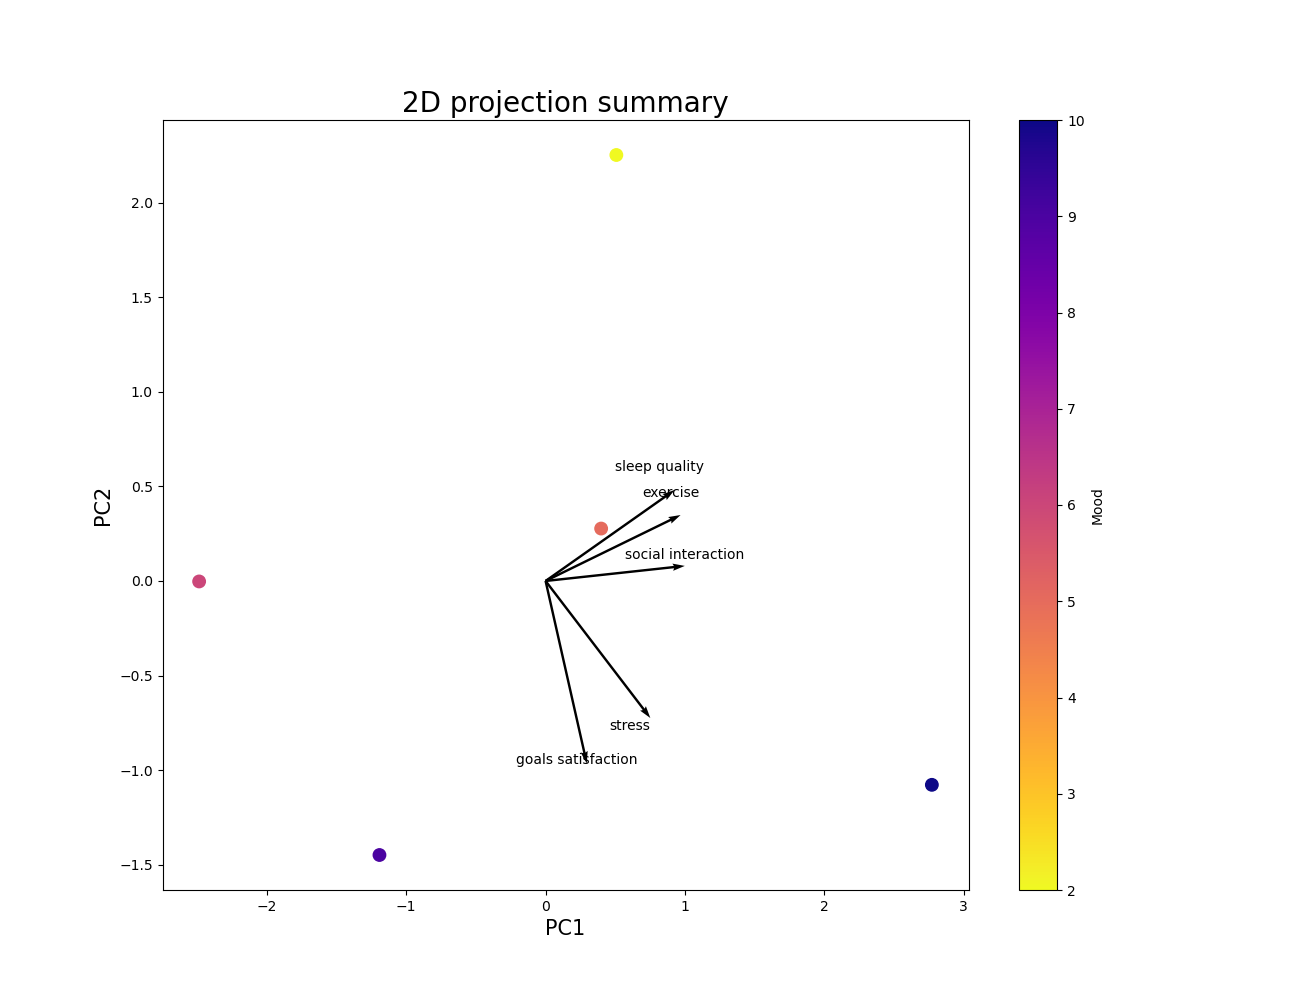 2D projection summary
2.0
1.5
1.0
0.5
0.0
−0.5
−1.0
−1.5
PC2
sleep quality
exercise
social interaction
stress
goals satisfaction
−2
−1
0
1
2
3
PC1
10
9
8
7
6
5
4
3
2
Mood